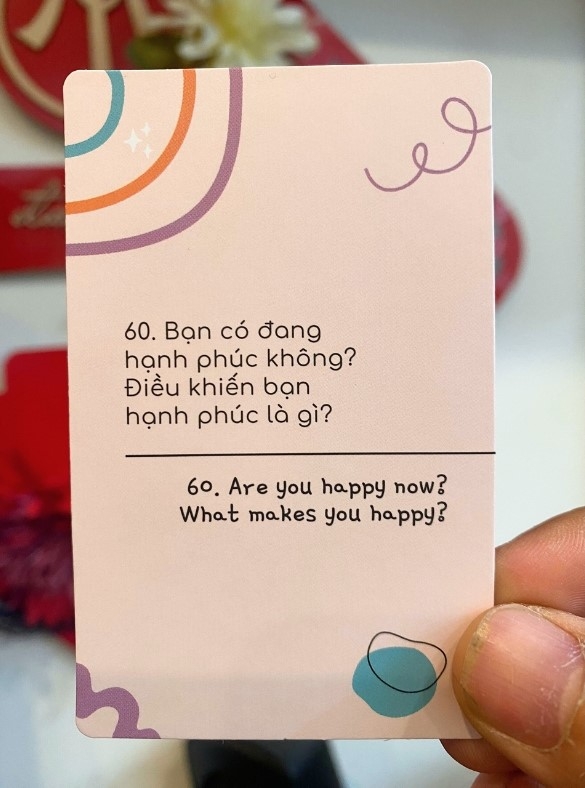 60. Bạn có đang
hạnh phúc không?
Điều khiến bạn
hạnh phúc là gì?
60. Are you happy now?
What makes you happy?